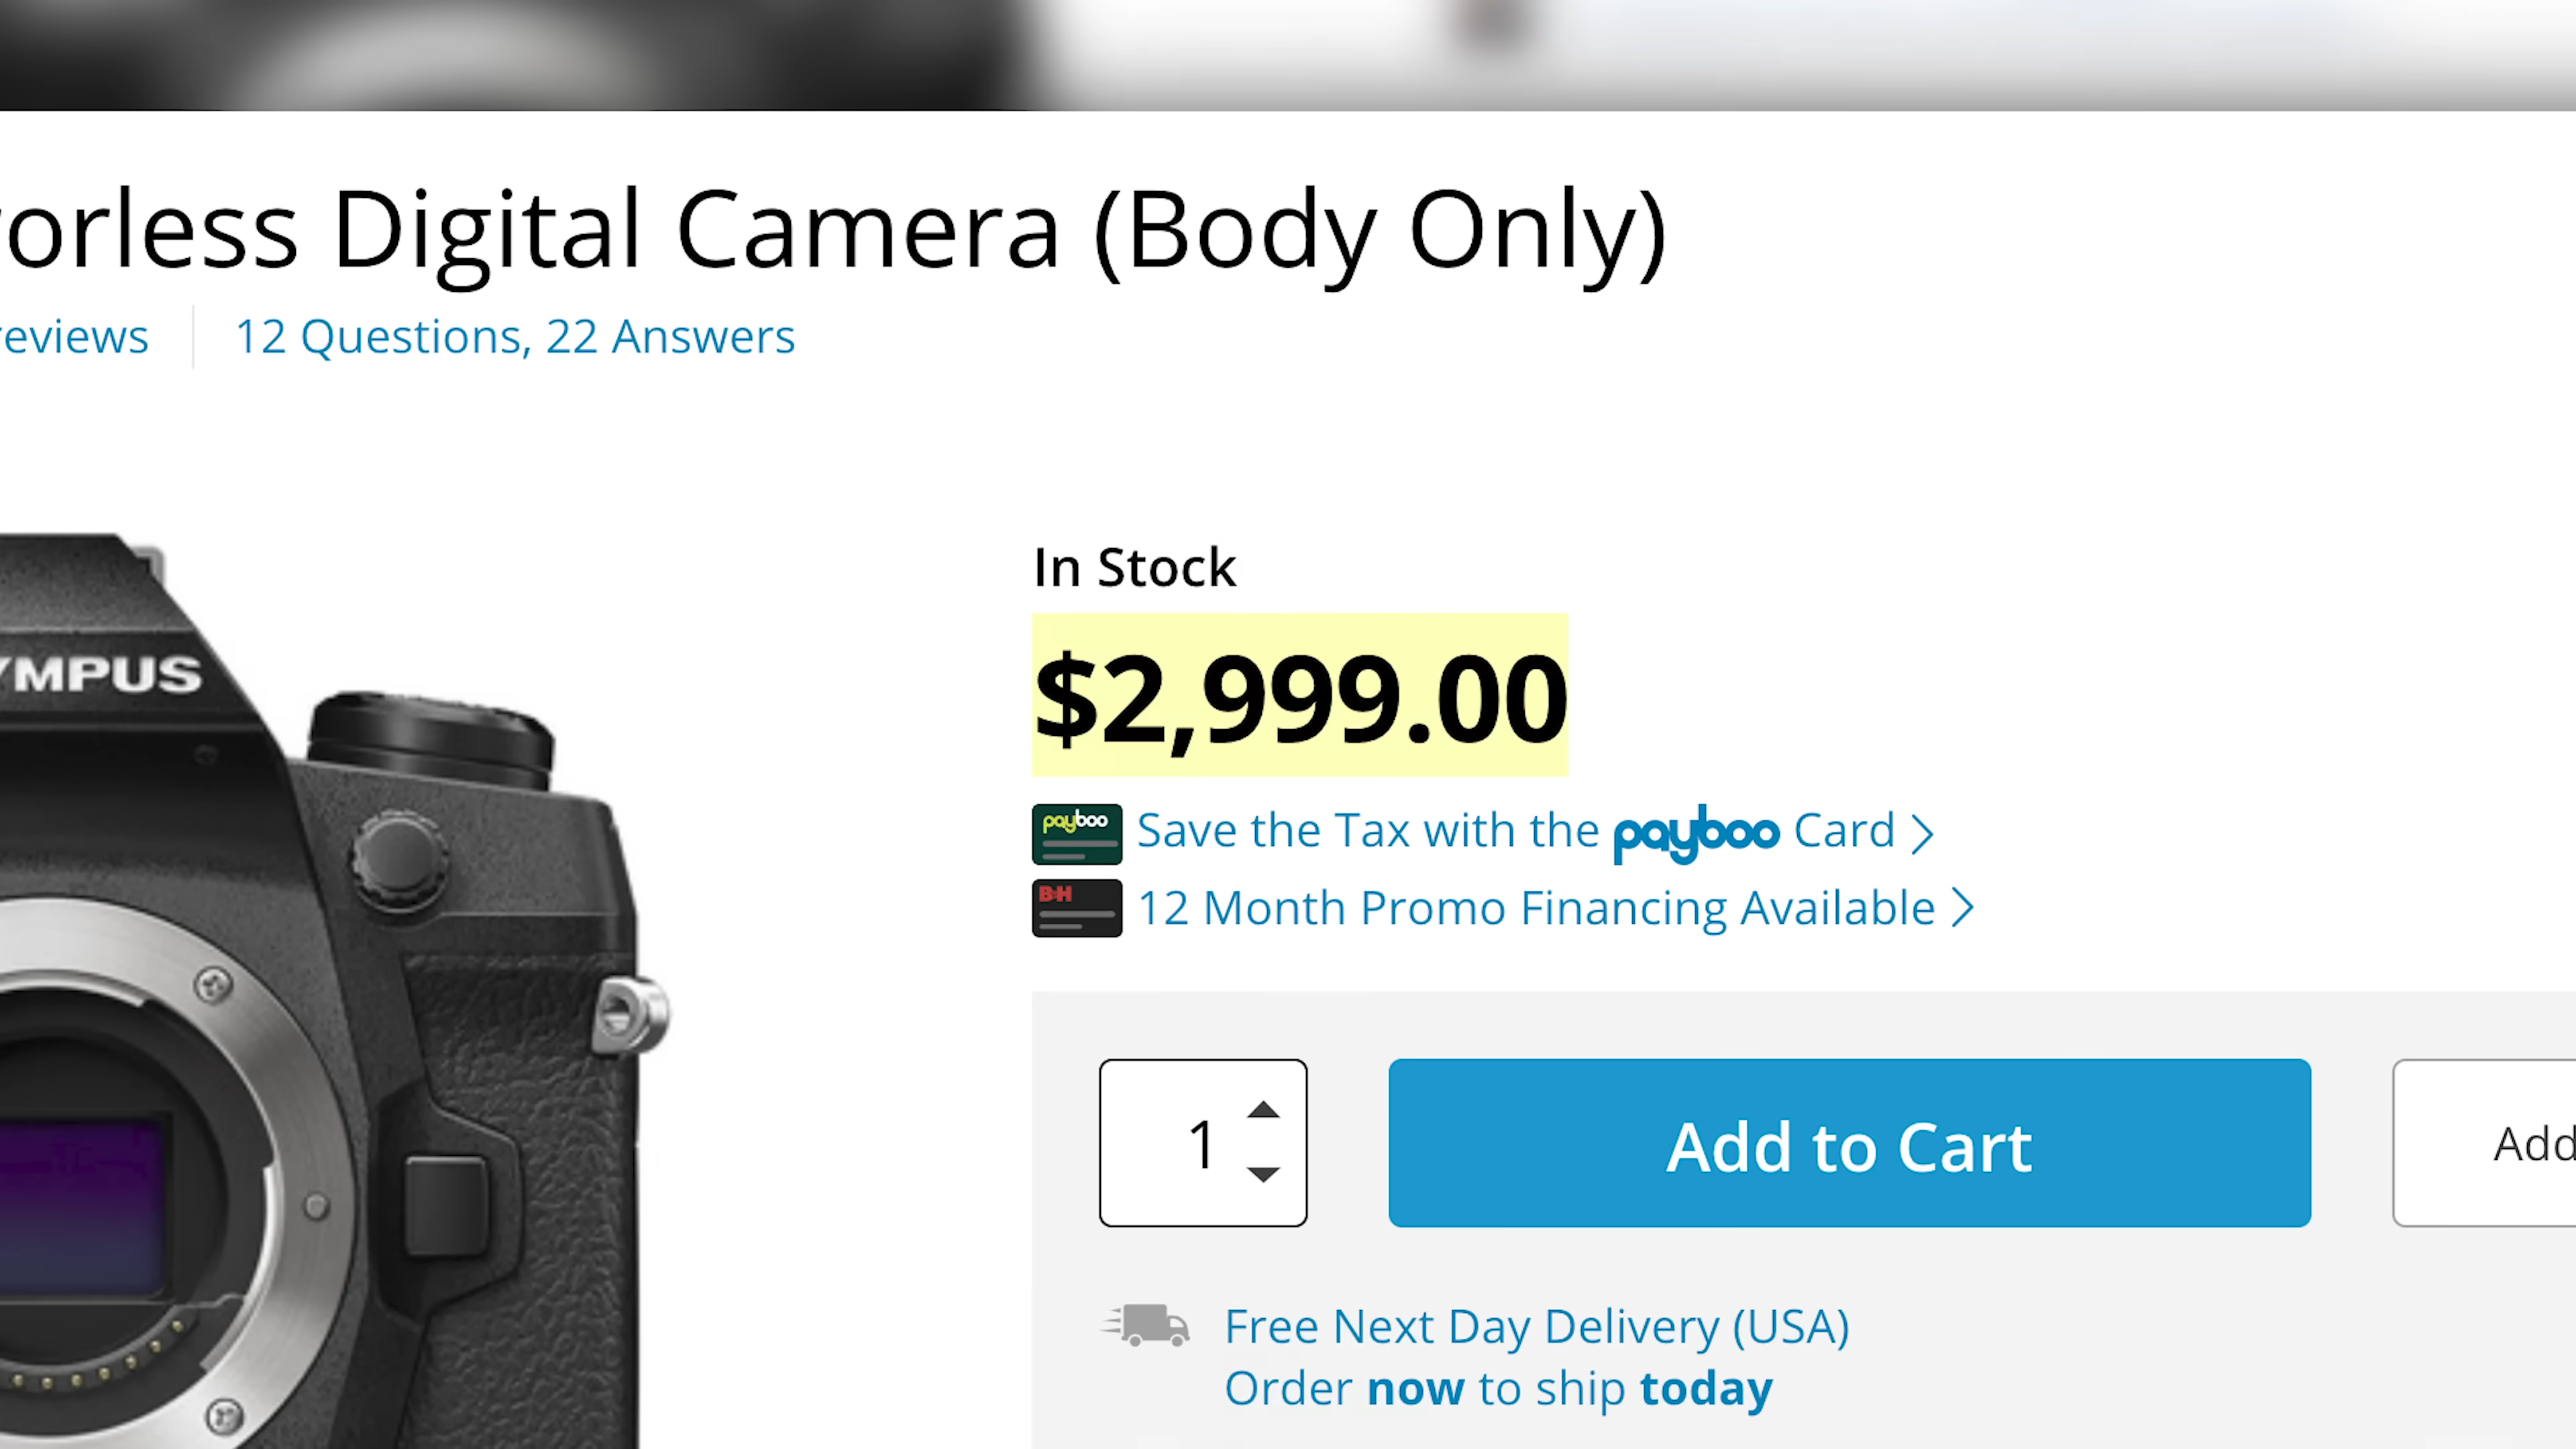 orless Digital Camera (Body Only)
reviews
12 Questions, 22 Answers
In Stock
YMPUS
$2,999.00
payboo
Save the Tax with the payboo Card
B&H
12 Month Promo Financing Available
1
Add to Cart
Add
Free Next Day Delivery (USA)
Order now to ship today